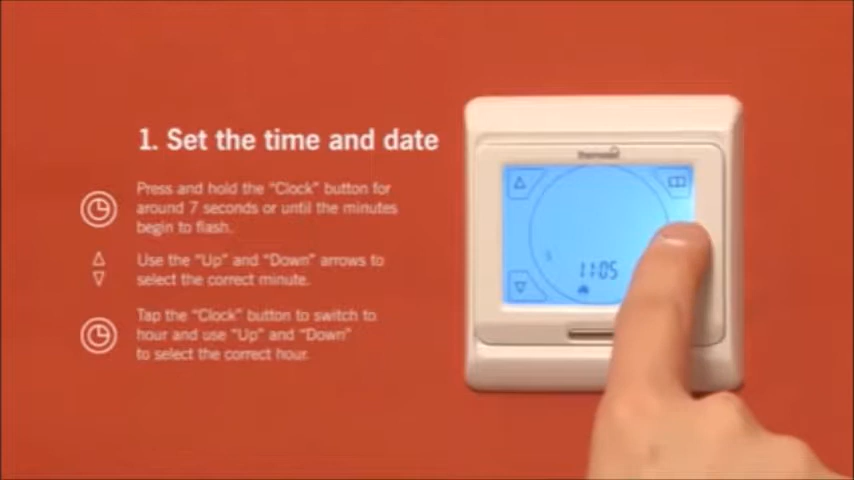 1. Set the time and date
Press and hold the “Clock” button for
around 7 seconds or until the minutes
begin to flash.
Use the “Up” and “Down” arrows to
select the correct minute.
Tap the “Clock” button to switch to
hour and use “Up” and “Down”
to select the correct hour.
11:05